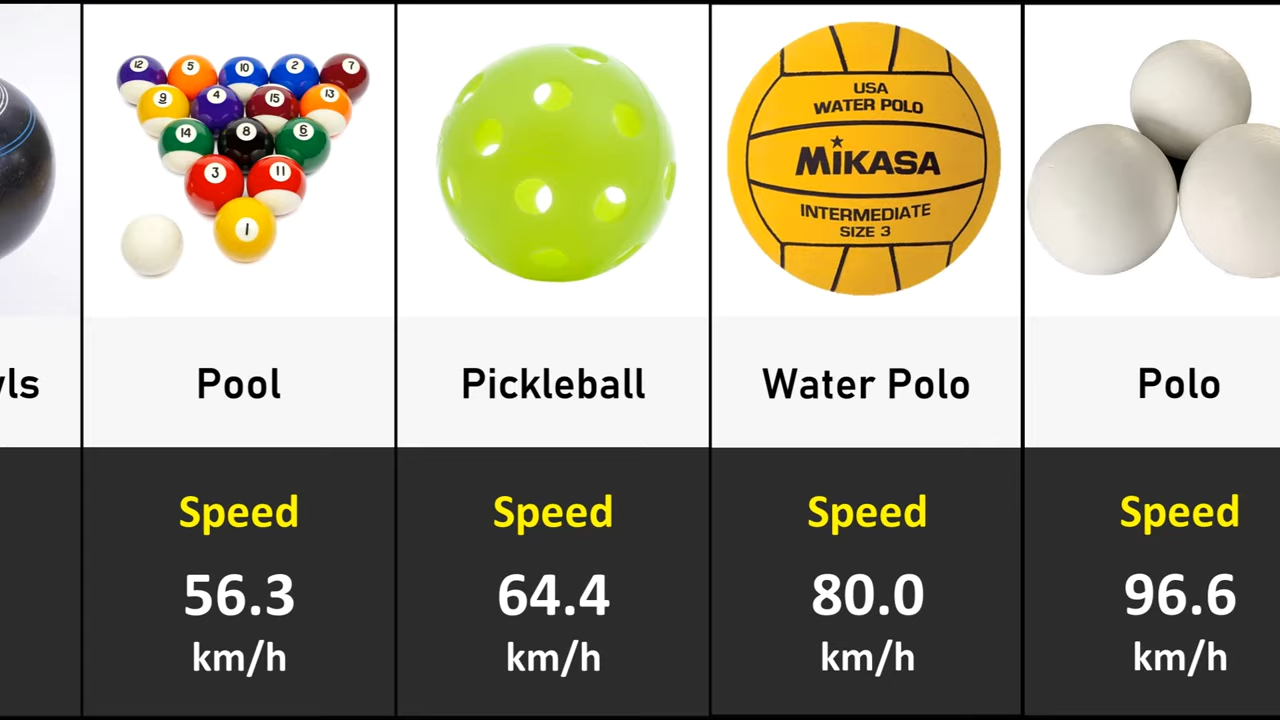 12 5 10 2 7
9 4 15 13
14 8 6
3 11
1
USA
WATER POLO
MIKASA
INTERMEDIATE
SIZE 3
Pool
Pickleball
Water Polo
Polo
Speed
56.3
km/h
Speed
64.4
km/h
Speed
80.0
km/h
Speed
96.6
km/h